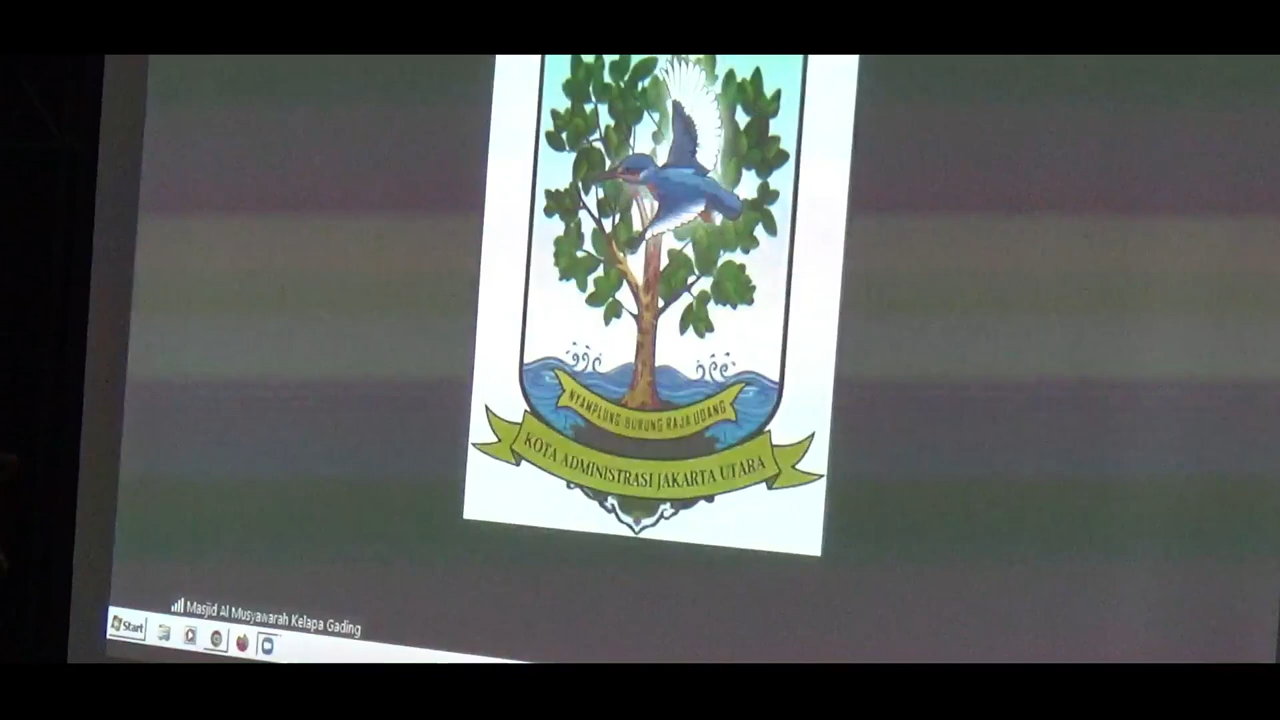 NYAMPLUNG BURUNG RAJA UDANG
KOTA ADMINISTRASI JAKARTA UTARA
Masjid Al Musyawarah Kelapa Gading
Start